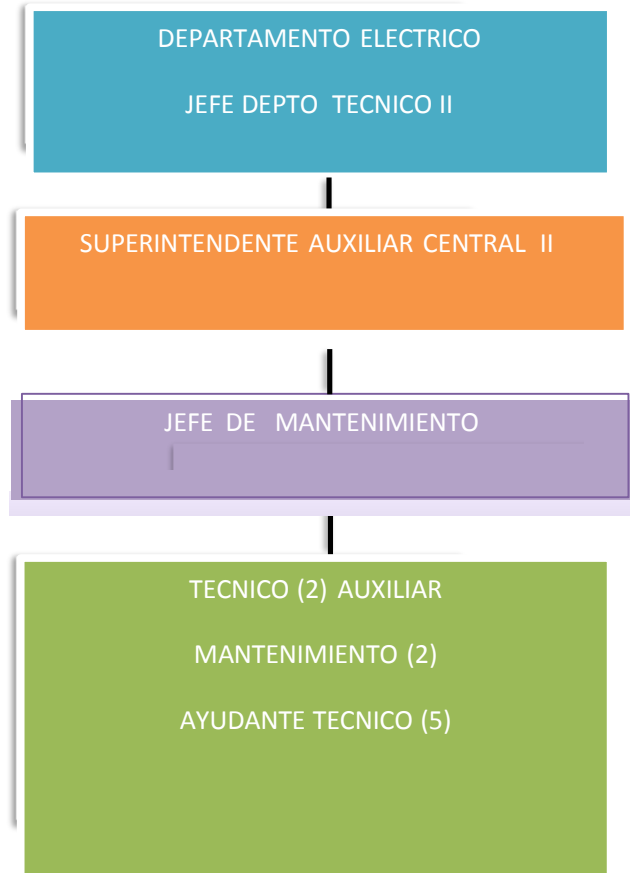 DEPARTAMENTO ELECTRICO
JEFE DEPTO TECNICO II
SUPERINTENDENTE AUXILIAR CENTRAL II
JEFE DE MANTENIMIENTO
TECNICO (2) AUXILIAR
MANTENIMIENTO (2)
AYUDANTE TECNICO (5)